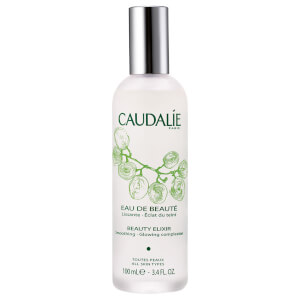 CAUDALÍE
PARIS
EAU DE BEAUTÉ
Lissante - Éclat du teint
BEAUTY ELIXIR
Smoothing - Glowing complexion
TOUTES PEAUX
ALL SKIN TYPES
100 mL e - 3.4 FL. OZ.